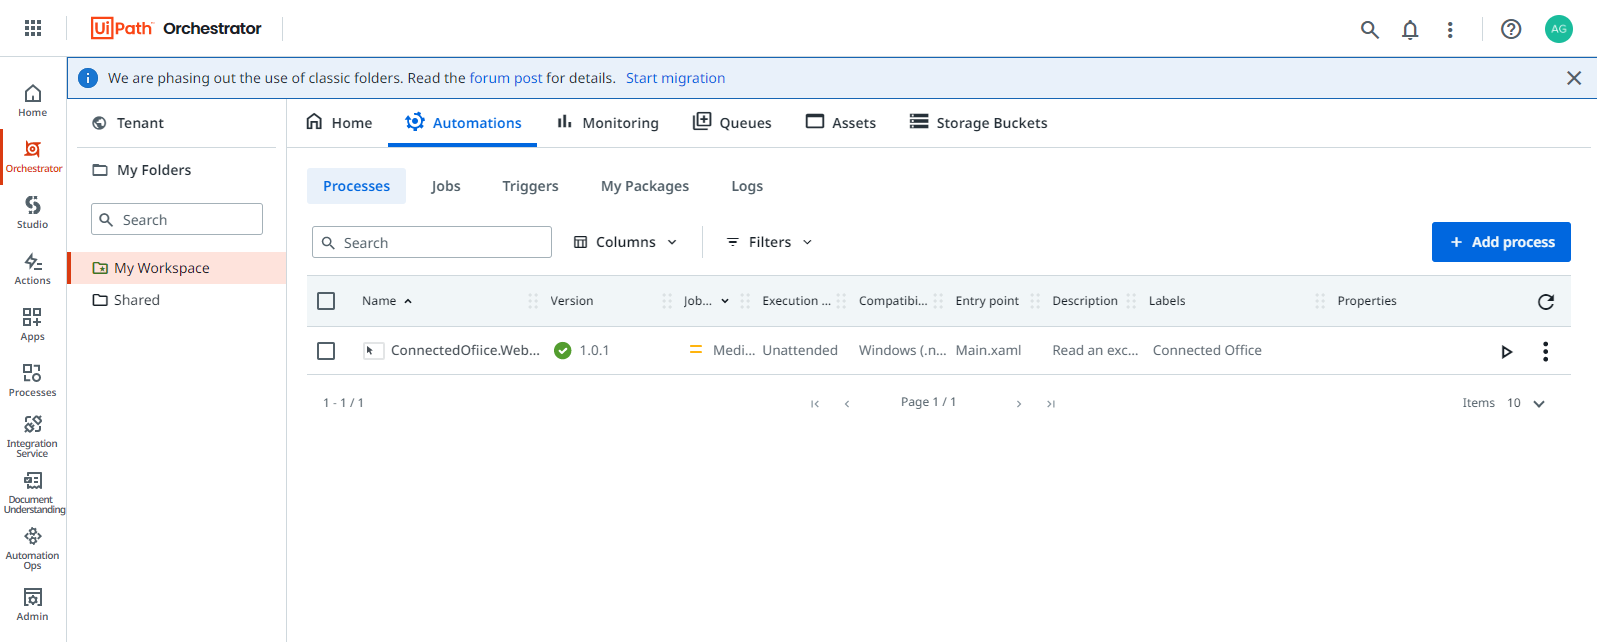 UiPath Orchestrator
AG
We are phasing out the use of classic folders. Read the forum post for details. Start migration
Home
Orchestrator
Studio
Actions
Apps
Processes
Integration
Service
Document
Understanding
Automation
Ops
Admin
Tenant
My Folders
Search
My Workspace
Shared
Home Automations Monitoring Queues Assets Storage Buckets
Processes Jobs Triggers My Packages Logs
Search Columns Filters + Add process
Name Version Job... Execution ... Compatibi... Entry point Description Labels Properties
ConnectedOfiice.Web... 1.0.1 Medi... Unattended Windows (.n... Main.xaml Read an exc... Connected Office
1 - 1 / 1 Page 1 / 1 Items 10